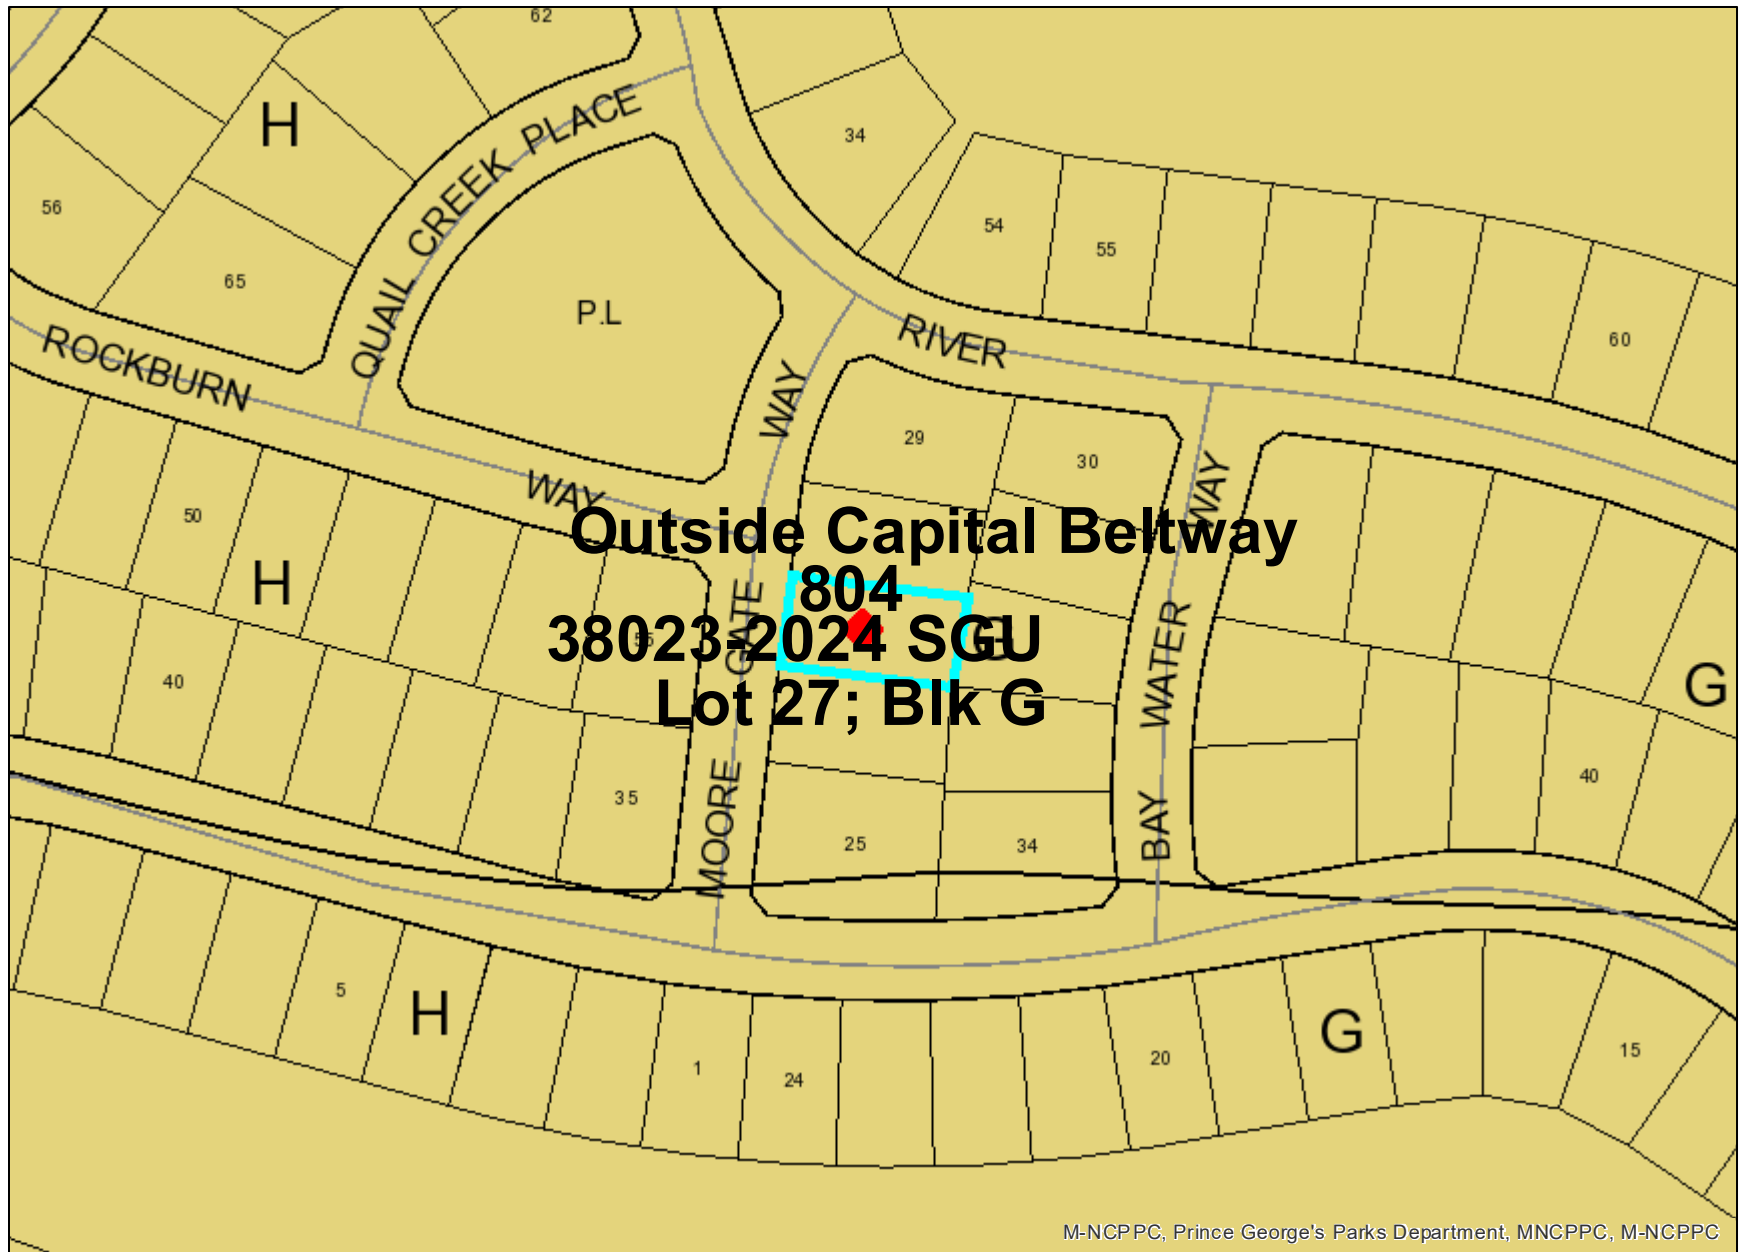 62
H
QUAIL CREEK PLACE
34
56
65
P.L
54
55
60
ROCKBURN
WAY
RIVER
WAY
29
30
WAY
50
H
Outside Capital Beltway
804
38023-2024 SGU
Lot 27; Blk G
55
G
G
MOORE GATE
BAY WATER
40
35
25
34
40
5
H
1
24
20
G
15
M-NCPPC, Prince George's Parks Department, MNCPPC, M-NCPPC